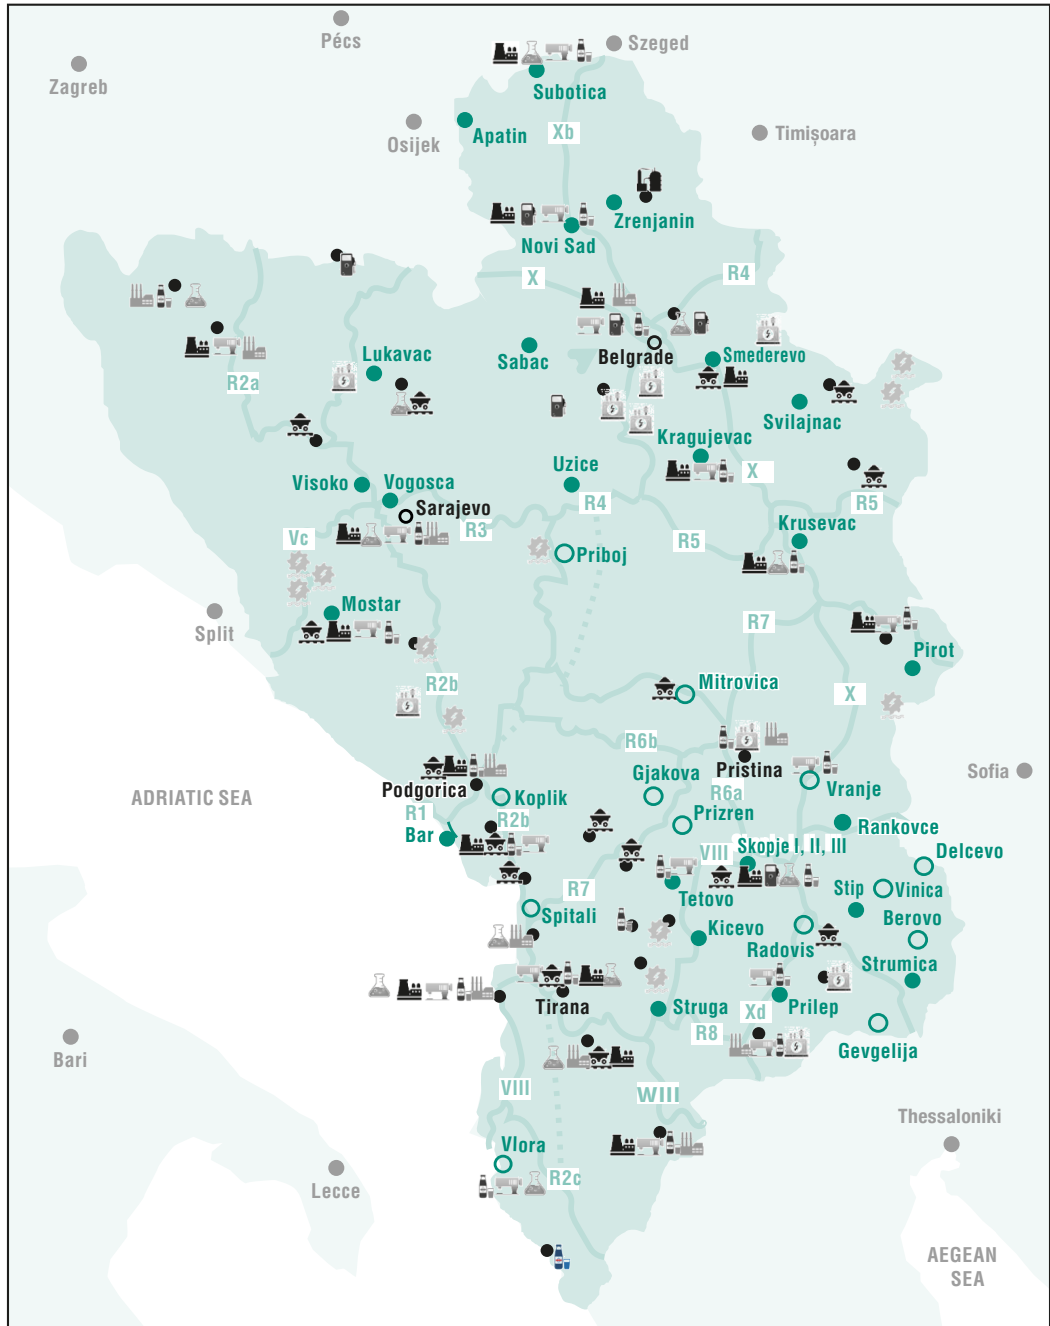 Pécs
Szeged
Zagreb
Subotica
Apatin
Xb
Osijek
Timișoara
Zrenjanin
Novi Sad
X
R4
Belgrade
Lukavac
Sabac
Smederevo
R2a
Svilajnac
Kragujevac
X
Visoko
Vogosca
Uzice
R4
R5
Sarajevo
R3
Krusevac
Vc
R5
Priboj
Mostar
Split
R7
Pirot
Mitrovica
R2b
X
R6b
Pristina
Gjakova
Sofia
Podgorica
Koplik
R6a
Vranje
ADRIATIC SEA
R1
R2b
Prizren
Rankovce
Bar
VIII
Skopje I, II, III
Delcevo
R7
Tetovo
Stip
Vinica
Spitali
Kicevo
Radovis
Berovo
Strumica
Tirana
Struga
Xd
Prilep
R8
Gevgelija
Bari
VIII
WIII
Thessaloniki
Vlora
Lecce
R2c
AEGEAN
SEA